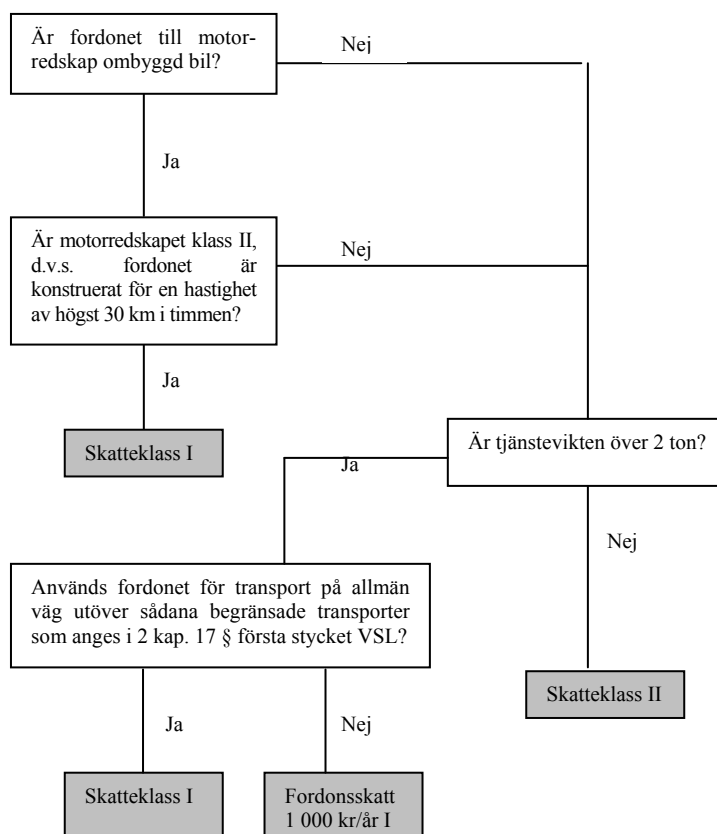 Är fordonet till motor-
redskap ombyggd bil?
Nej
Ja
Är motorredskapet klass II,
d.v.s. fordonet är
konstruerat för en hastighet
av högst 30 km i timmen?
Nej
Ja
Skatteklass I
Är tjänstevikten över 2 ton?
Ja
Nej
Används fordonet för transport på allmän
väg utöver sådana begränsade transporter
som anges i 2 kap. 17 § första stycket VSL?
Skatteklass II
Ja
Nej
Skatteklass I
Fordonsskatt
1 000 kr/år I